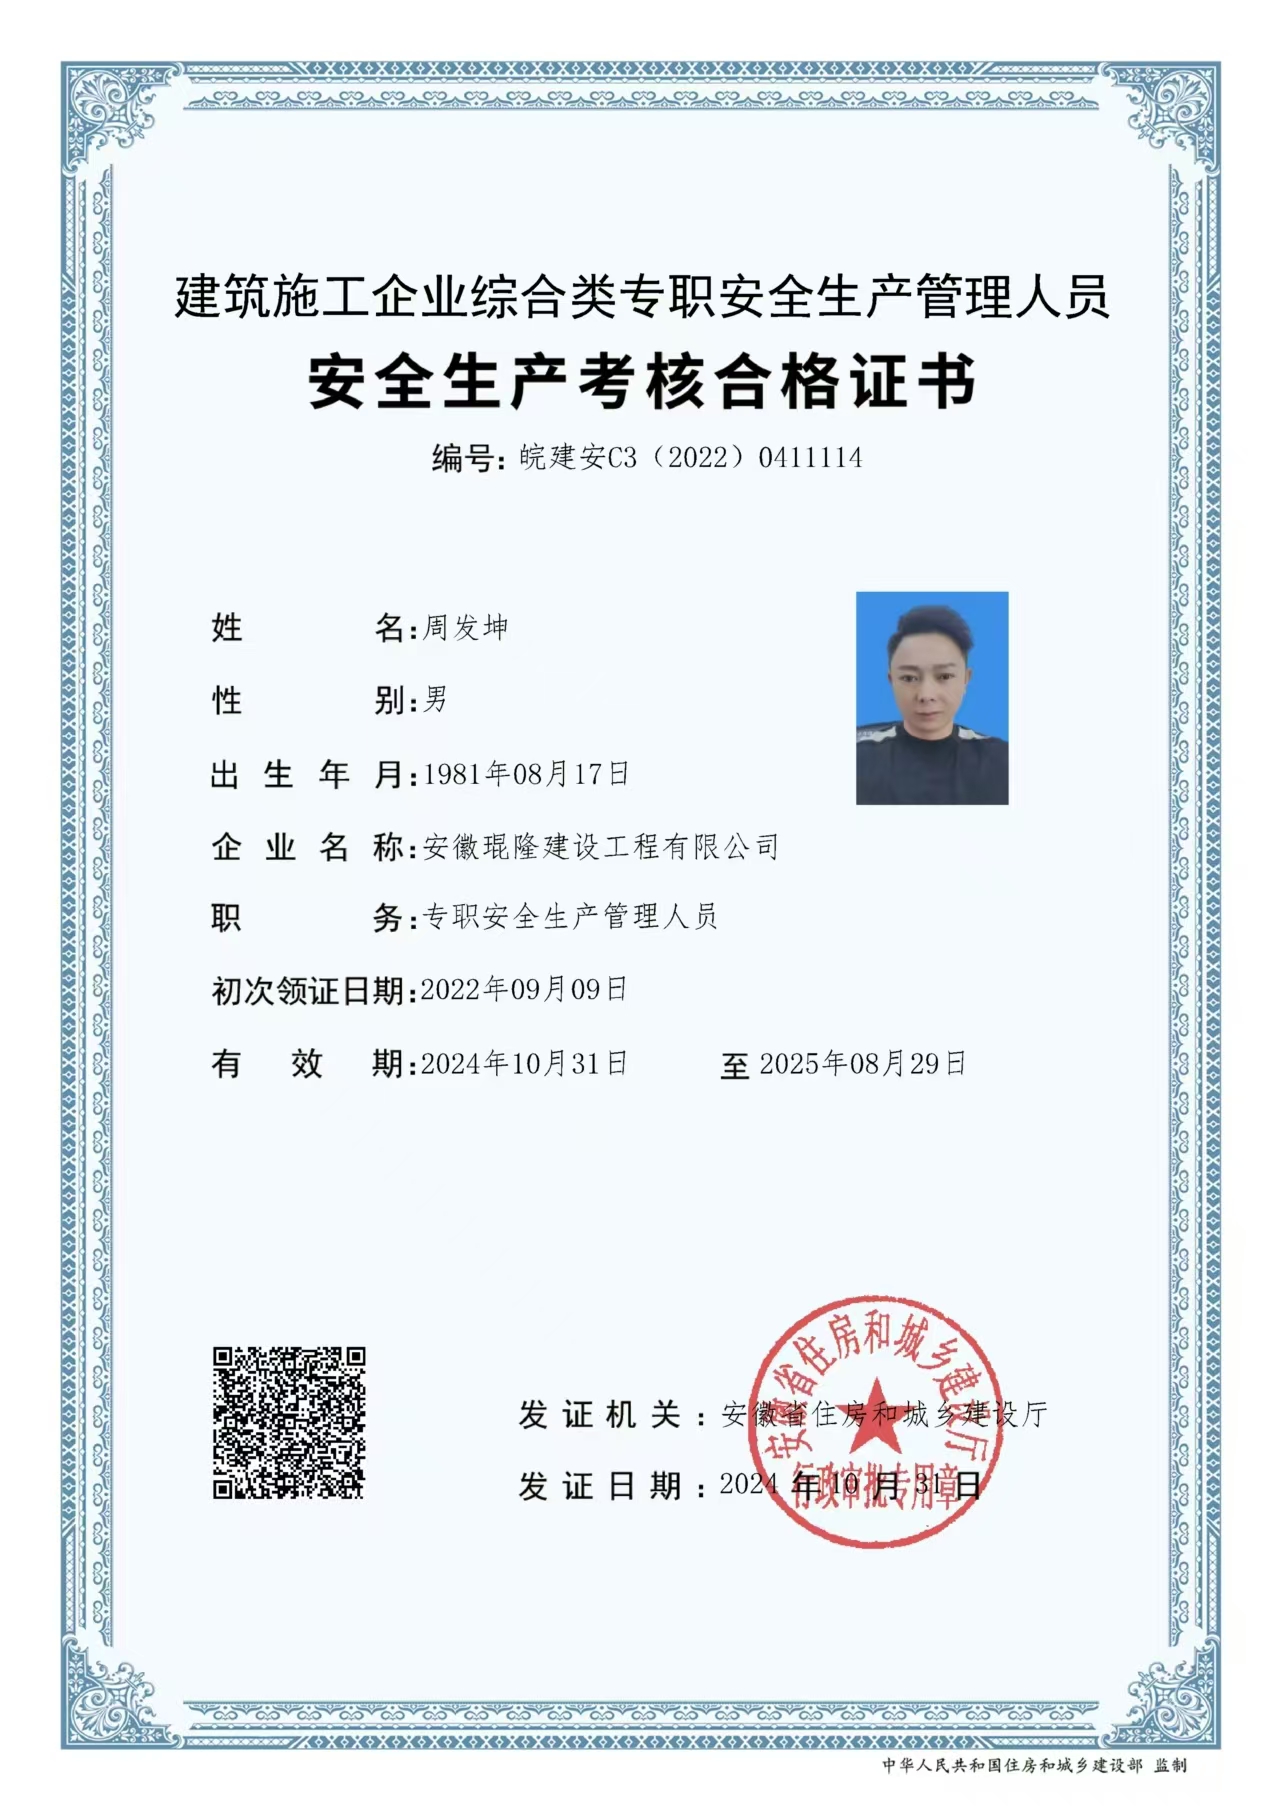 建筑施工企业综合类专职安全生产管理人员
安全生产考核合格证书
编号: 皖建安C3（2022）0411114
姓名:周发坤
性别:男
出生年月:1981年08月17日
企业名称:安徽琨隆建设工程有限公司
职务:专职安全生产管理人员
初次领证日期:2022年09月09日
有效期:2024年10月31日 至 2025年08月29日
安徽省住房和城乡建设厅
发证机关: 安徽省住房和城乡建设厅
发证日期: 2024年10月31日
行政审批专用章
中华人民共和国住房和城乡建设部 监制